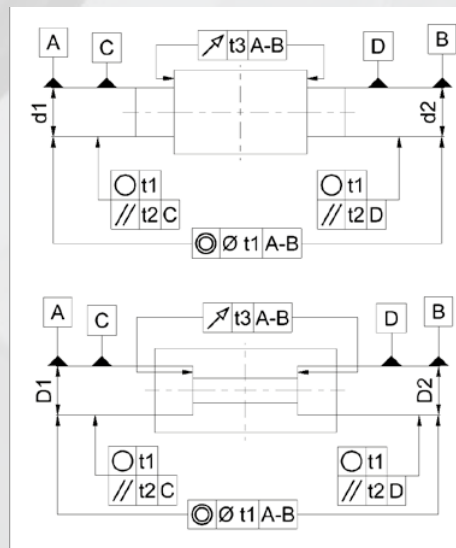 A C ↗ t3 A-B D B
d1 d2
○ t1 ○ t1
// t2 C // t2 D
◎ Ø t1 A-B
A C ↗ t3 A-B D B
D1 D2
○ t1 ○ t1
// t2 C // t2 D
◎ Ø t1 A-B